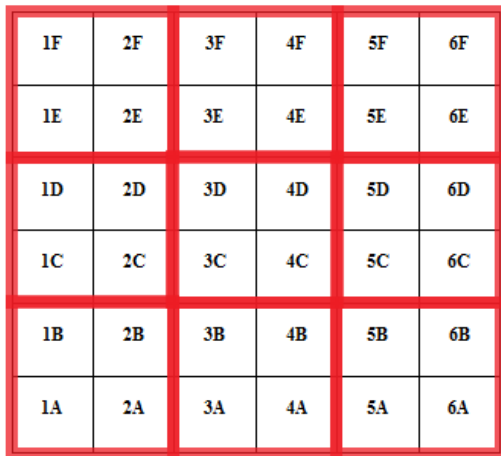 1F 2F 3F 4F 5F 6F
1E 2E 3E 4E 5E 6E
1D 2D 3D 4D 5D 6D
1C 2C 3C 4C 5C 6C
1B 2B 3B 4B 5B 6B
1A 2A 3A 4A 5A 6A